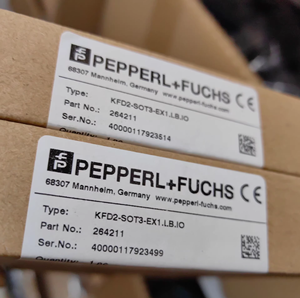 PEPPERL+FUCHS CE
68307 Mannheim, Germany www.pepperl-fuchs.com
Type: KFD2-SOT3-EX1.LB.IO
Part No.: 264211
Ser.No.: 40000117923514
PEPPERL+FUCHS CE
68307 Mannheim, Germany www.pepperl-fuchs.com
Type: KFD2-SOT3-EX1.LB.IO
Part No.: 264211
Ser.No.: 40000117923499